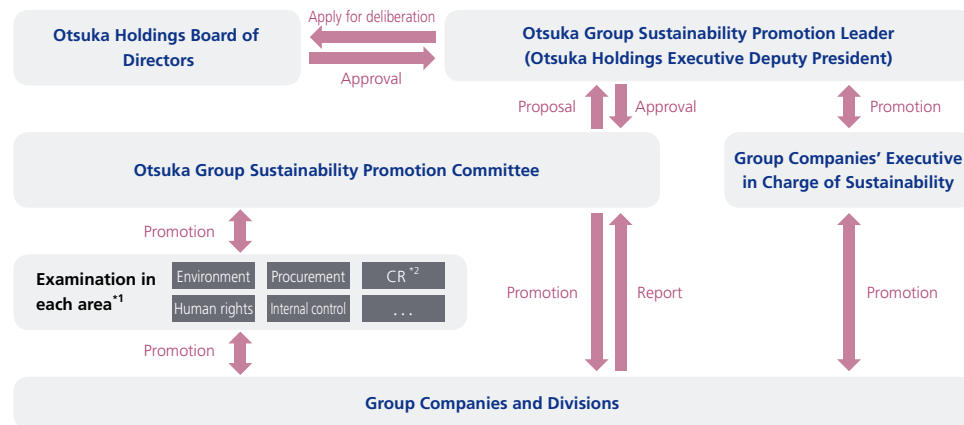 Apply for deliberation
Otsuka Holdings Board of
Directors
Otsuka Group Sustainability Promotion Leader
(Otsuka Holdings Executive Deputy President)
Approval
Proposal
Approval
Promotion
Otsuka Group Sustainability Promotion Committee
Group Companies’ Executive
in Charge of Sustainability
Promotion
Examination in
each area*1
Environment
Procurement
CR*2
Human rights
Internal control
...
Promotion
Report
Promotion
Promotion
Group Companies and Divisions